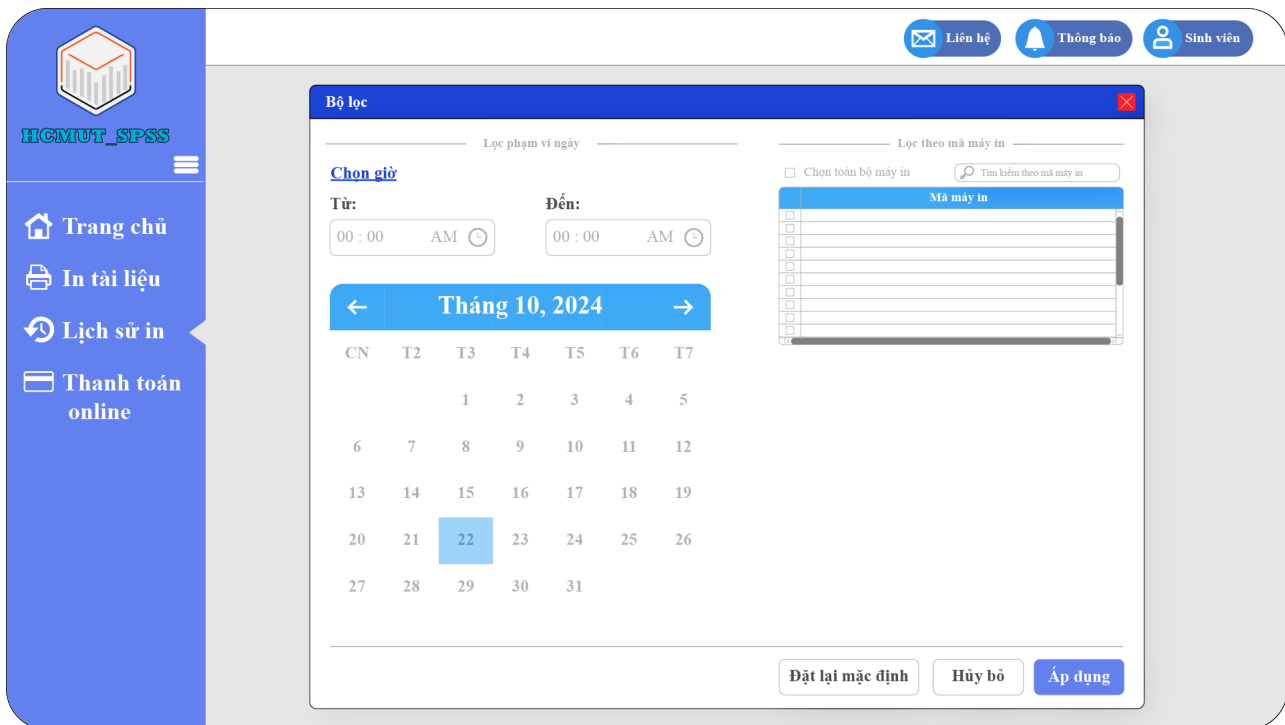 HCMUT_SPSS
Trang chủ
In tài liệu
Lịch sử in
Thanh toán
online
Liên hệ
Thông báo
Sinh viên
Bộ lọc
Lọc phạm vi ngày
Chọn giờ
Từ:
Đến:
00 : 00 AM
00 : 00 AM
Tháng 10, 2024
CN T2 T3 T4 T5 T6 T7
1 2 3 4 5
6 7 8 9 10 11 12
13 14 15 16 17 18 19
20 21 22 23 24 25 26
27 28 29 30 31
Lọc theo mã máy in
Chọn toàn bộ máy in
Tìm kiếm theo mã máy in
Mã máy in
Đặt lại mặc định
Hủy bỏ
Áp dụng